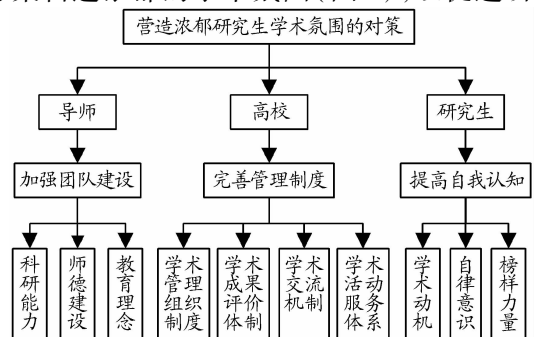 营造浓郁研究生学术氛围的对策
导师
高校
研究生
加强团队建设
完善管理制度
提高自我认知
科研能力
师德建设
教育理念
学术管理组织制度
学术成果评价体制
学术交流机制
学术活动服务体系
学术动机
自律意识
榜样力量